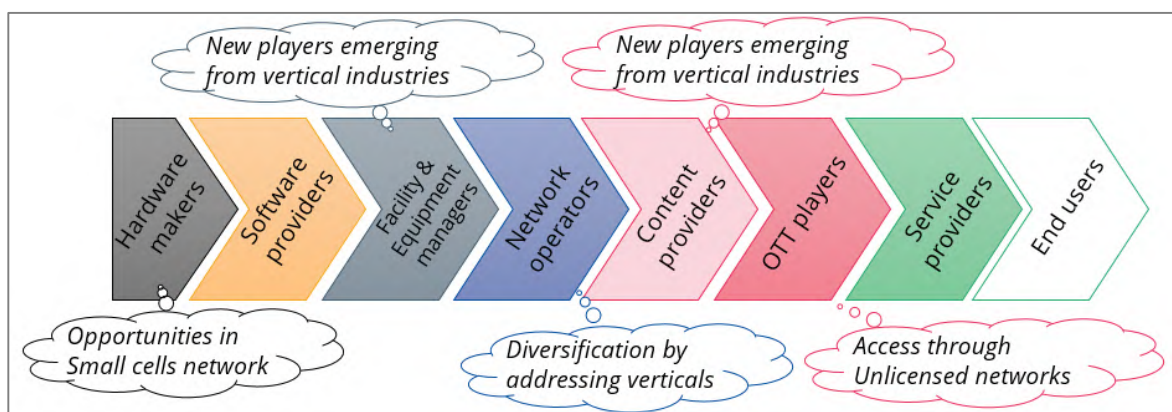 New players emerging
from vertical industries
New players emerging
from vertical industries
Hardware
makers
Software
providers
Facility &
Equipment
managers
Network
operators
Content
providers
OTT players
Service
providers
End users
Opportunities in
Small cells network
Diversification by
addressing verticals
Access through
Unlicensed networks